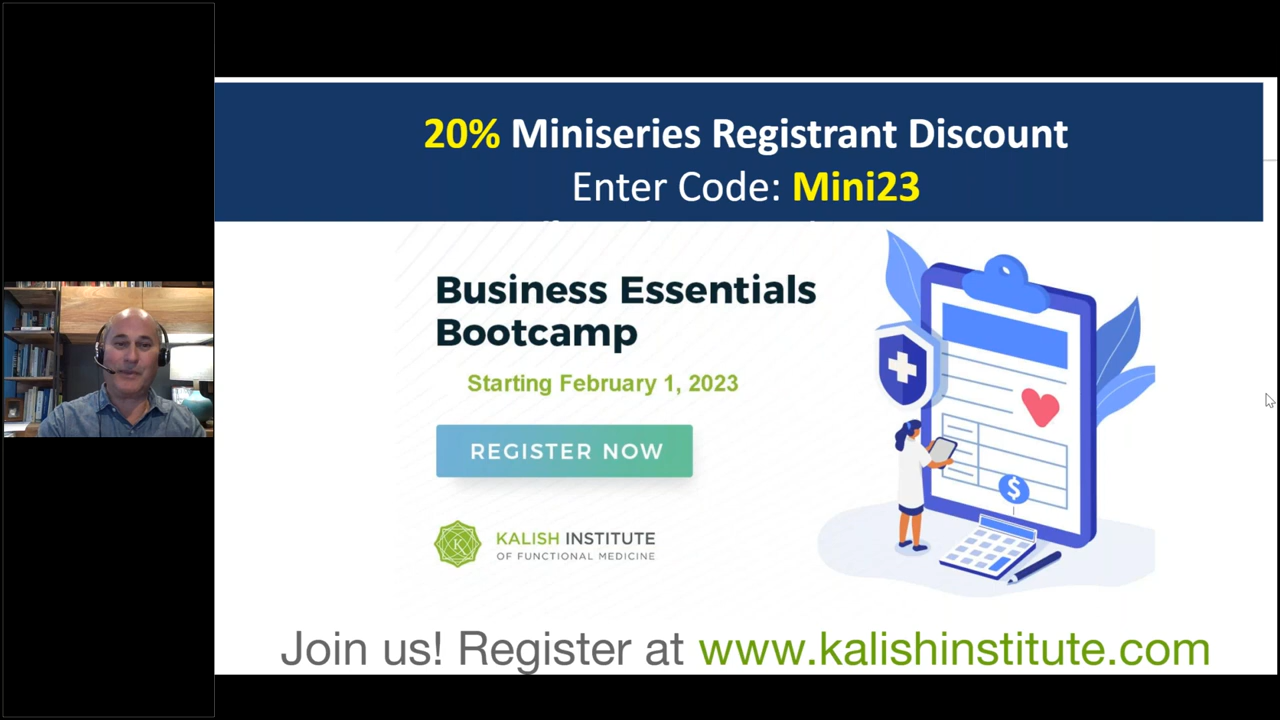 20% Miniseries Registrant Discount
Enter Code: Mini23
Business Essentials
Bootcamp
Starting February 1, 2023
REGISTER NOW
K
KALISH INSTITUTE
OF FUNCTIONAL MEDICINE
$
Join us! Register at www.kalishinstitute.com